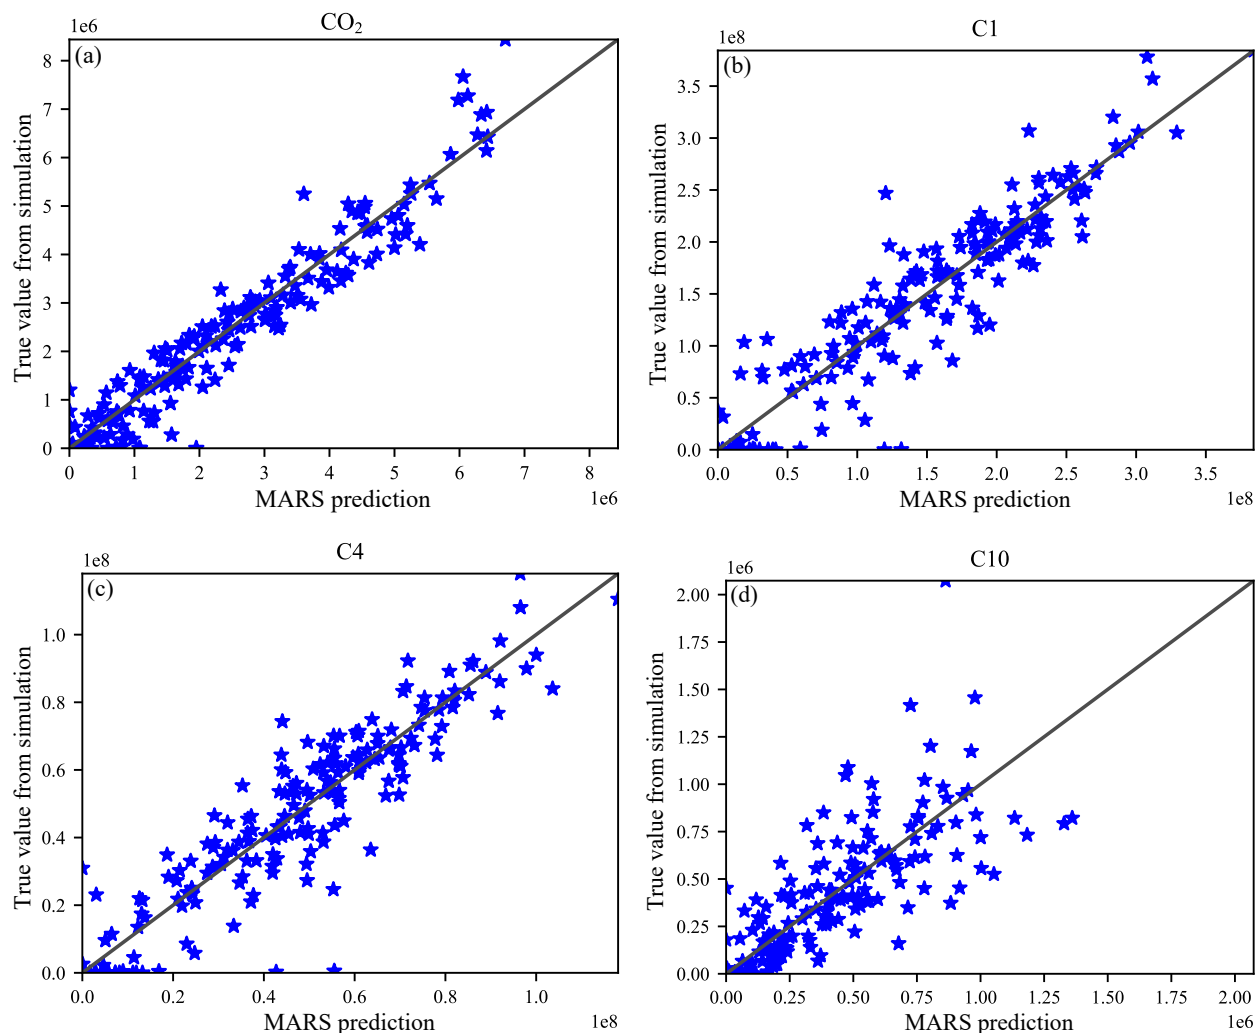 CO₂
1e6
(a)
8
7
6
5
4
3
2
1
0
True value from simulation
0 1 2 3 4 5 6 7 8
MARS prediction
1e6
C1
1e8
(b)
3.5
3.0
2.5
2.0
1.5
1.0
0.5
0.0
True value from simulation
0.0 0.5 1.0 1.5 2.0 2.5 3.0 3.5
MARS prediction
1e8
C4
1e8
(c)
1.0
0.8
0.6
0.4
0.2
0.0
True value from simulation
0.0 0.2 0.4 0.6 0.8 1.0
MARS prediction
1e8
C10
1e6
(d)
2.00
1.75
1.50
1.25
1.00
0.75
0.50
0.25
0.00
True value from simulation
0.00 0.25 0.50 0.75 1.00 1.25 1.50 1.75 2.00
MARS prediction
1e6